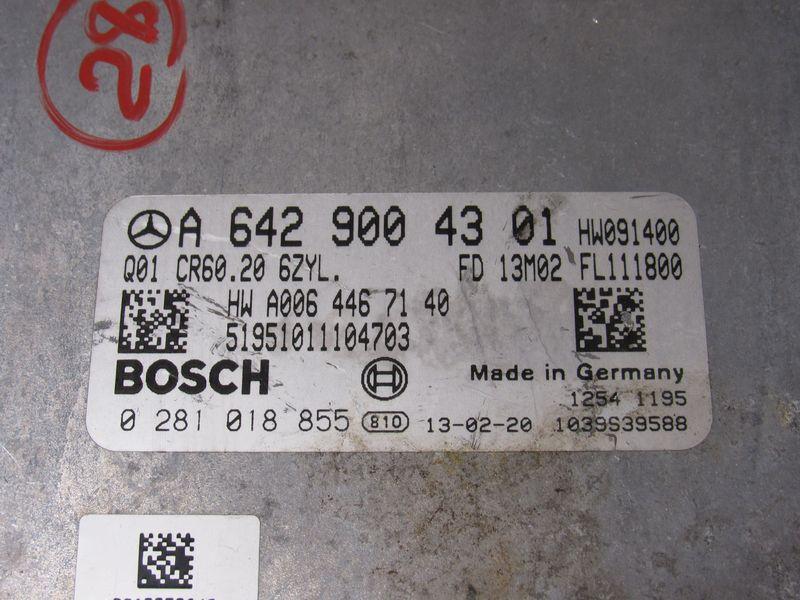 28
A 642 900 43 01 HW091400
Q01 CR60.20 6ZYL. FD 13M02 FL111800
HW A006 446 71 40
51951011104703
BOSCH Made in Germany
1254 1195
0 281 018 855 810 13-02-20 1039S39588